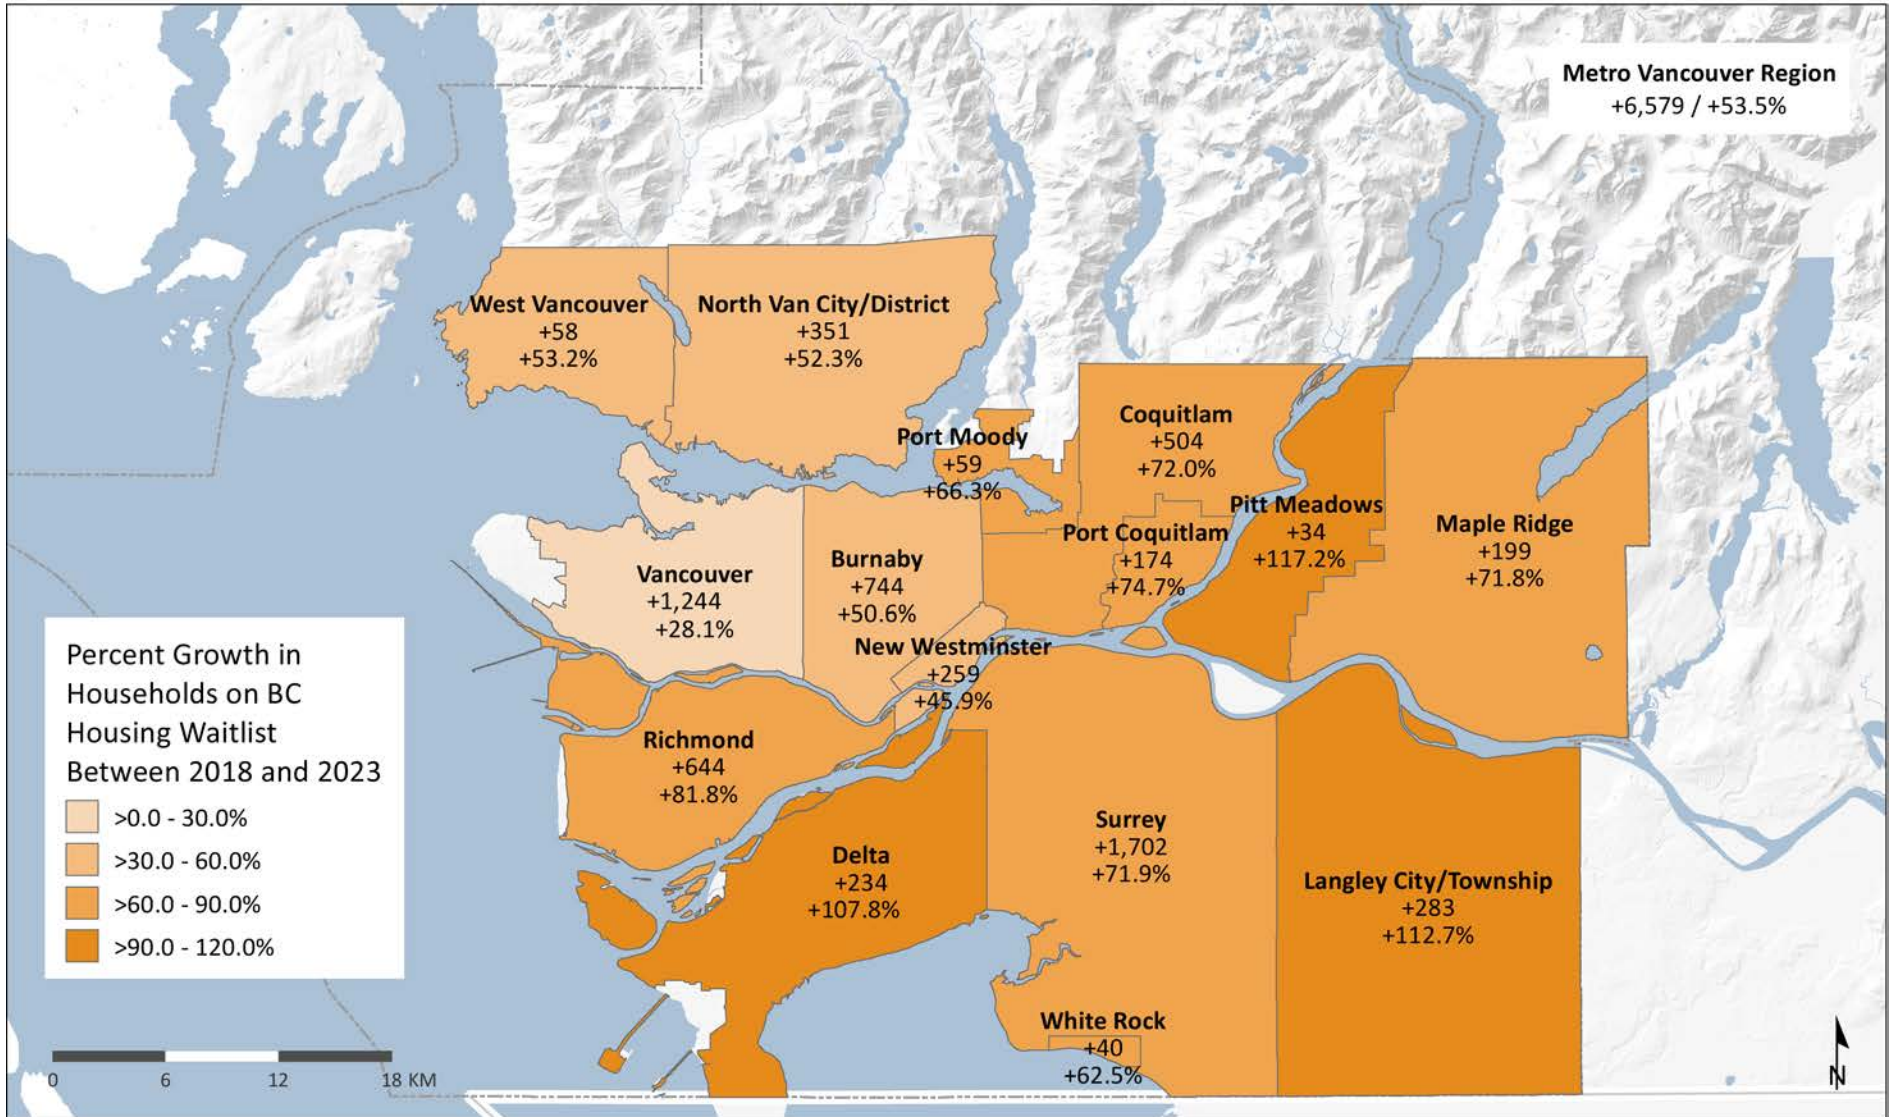 Metro Vancouver Region
+6,579 / +53.5%
West Vancouver
+58
+53.2%
North Van City/District
+351
+52.3%
Port Moody
+59
+66.3%
Coquitlam
+504
+72.0%
Pitt Meadows
+34
+117.2%
Maple Ridge
+199
+71.8%
Port Coquitlam
+174
+74.7%
Vancouver
+1,244
+28.1%
Burnaby
+744
+50.6%
New Westminster
+259
+45.9%
Richmond
+644
+81.8%
Delta
+234
+107.8%
Surrey
+1,702
+71.9%
Langley City/Township
+283
+112.7%
White Rock
+40
+62.5%
Percent Growth in
Households on BC
Housing Waitlist
Between 2018 and 2023
>0.0 - 30.0%
>30.0 - 60.0%
>60.0 - 90.0%
>90.0 - 120.0%
0 6 12 18 KM
N